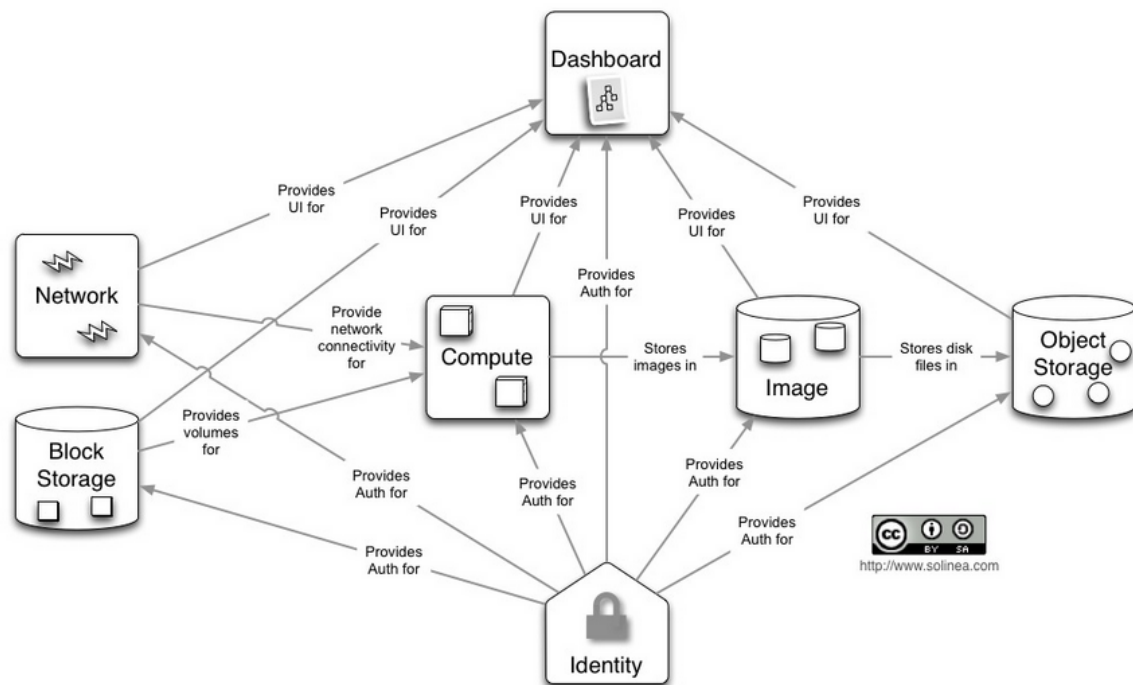 Dashboard
Provides
UI for
Provides
UI for
Provides
UI for
Provides
UI for
Provides
UI for
Provides
Auth for
Network
Provide
network
connectivity
for
Compute
Stores
images in
Image
Stores disk
files in
Object
Storage
Provides
volumes
for
Block
Storage
Provides
Auth for
Provides
Auth for
Provides
Auth for
Provides
Auth for
Provides
Auth for
cc
BY SA
http://www.solinea.com
Identity